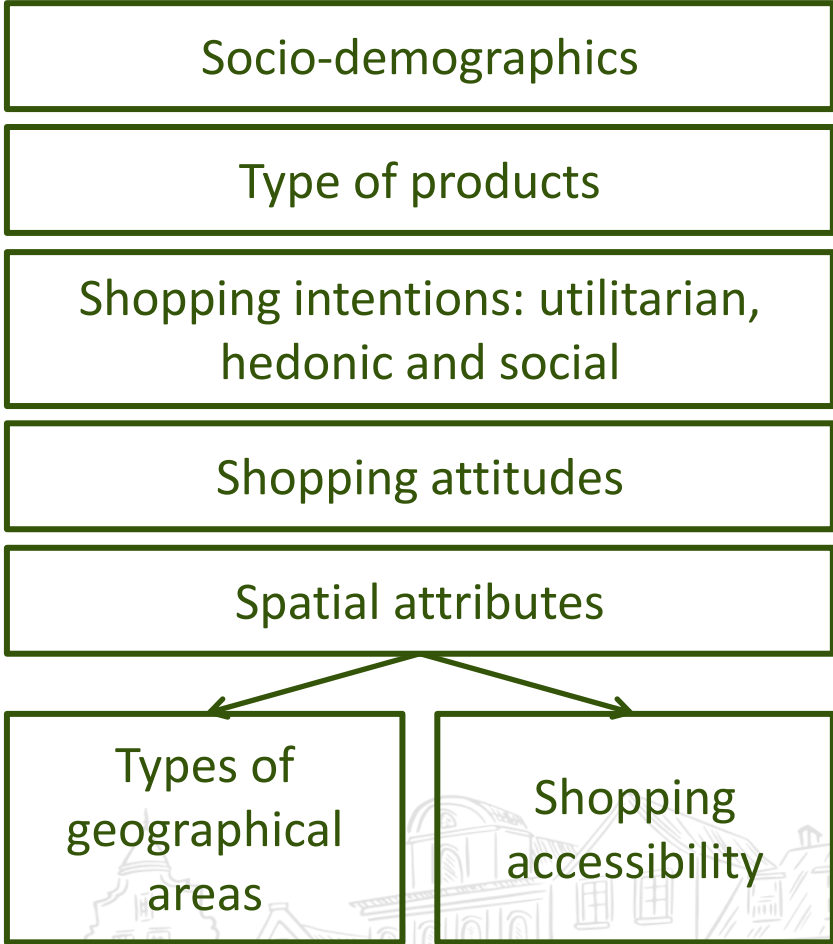 Socio-demographics
Type of products
Shopping intentions: utilitarian,
hedonic and social
Shopping attitudes
Spatial attributes
Types of
geographical
areas
Shopping
accessibility